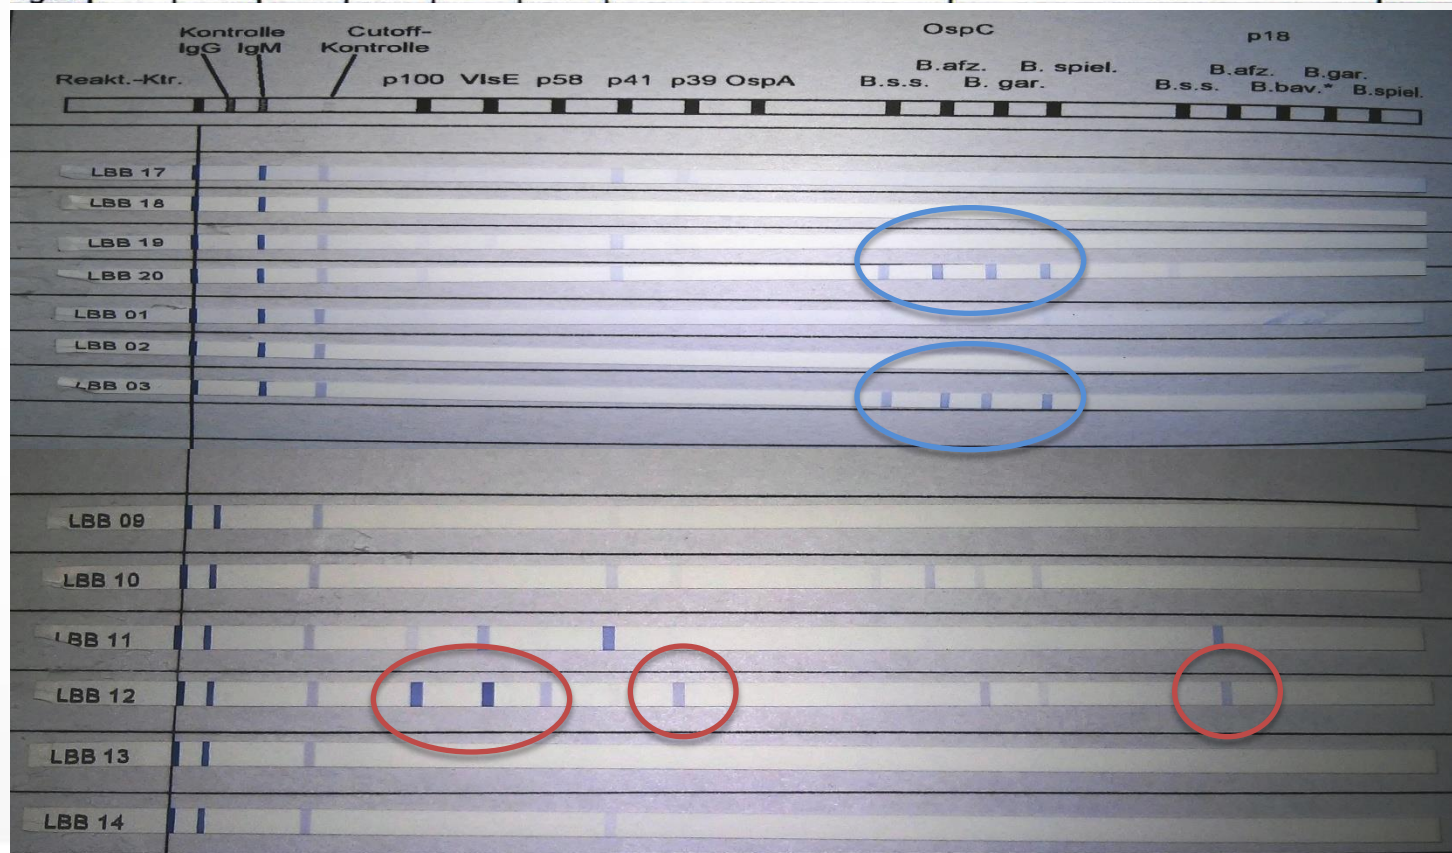 Kontrolle
IgG IgM
Cutoff-
Kontrolle
OspC
p18
Reakt.-Ktr.
p100 VlsE p58 p41 p39 OspA
B.s.s. B.afz. B. gar. B. spiel.
B.s.s. B.afz. B.bav.* B.gar. B.spiel.
LBB 17
LBB 18
LBB 19
LBB 20
LBB 01
LBB 02
LBB 03
LBB 09
LBB 10
LBB 11
LBB 12
LBB 13
LBB 14